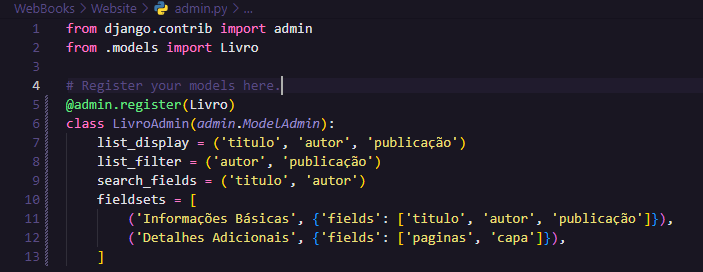 WebBooks > Website > admin.py > ...
1 from django.contrib import admin
2 from .models import Livro
3
4 # Register your models here.
5 @admin.register(Livro)
6 class LivroAdmin(admin.ModelAdmin):
7     list_display = ('titulo', 'autor', 'publicação')
8     list_filter = ('autor', 'publicação')
9     search_fields = ('titulo', 'autor')
10     fieldsets = [
11         ('Informações Básicas', {'fields': ['titulo', 'autor', 'publicação']}),
12         ('Detalhes Adicionais', {'fields': ['paginas', 'capa']}),
13     ]